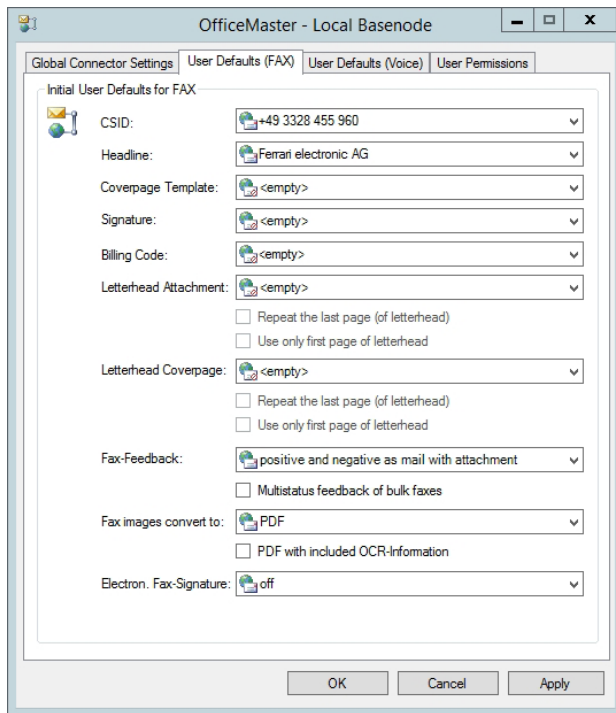 OfficeMaster - Local Basenode
Global Connector Settings User Defaults (FAX) User Defaults (Voice) User Permissions
Initial User Defaults for FAX
CSID: +49 3328 455 960
Headline: Ferrari electronic AG
Coverpage Template: <empty>
Signature: <empty>
Billing Code: <empty>
Letterhead Attachment: <empty>
Repeat the last page (of letterhead)
Use only first page of letterhead
Letterhead Coverpage: <empty>
Repeat the last page (of letterhead)
Use only first page of letterhead
Fax-Feedback: positive and negative as mail with attachment
Multistatus feedback of bulk faxes
Fax images convert to: PDF
PDF with included OCR-Information
Electron. Fax-Signature: off
OK Cancel Apply